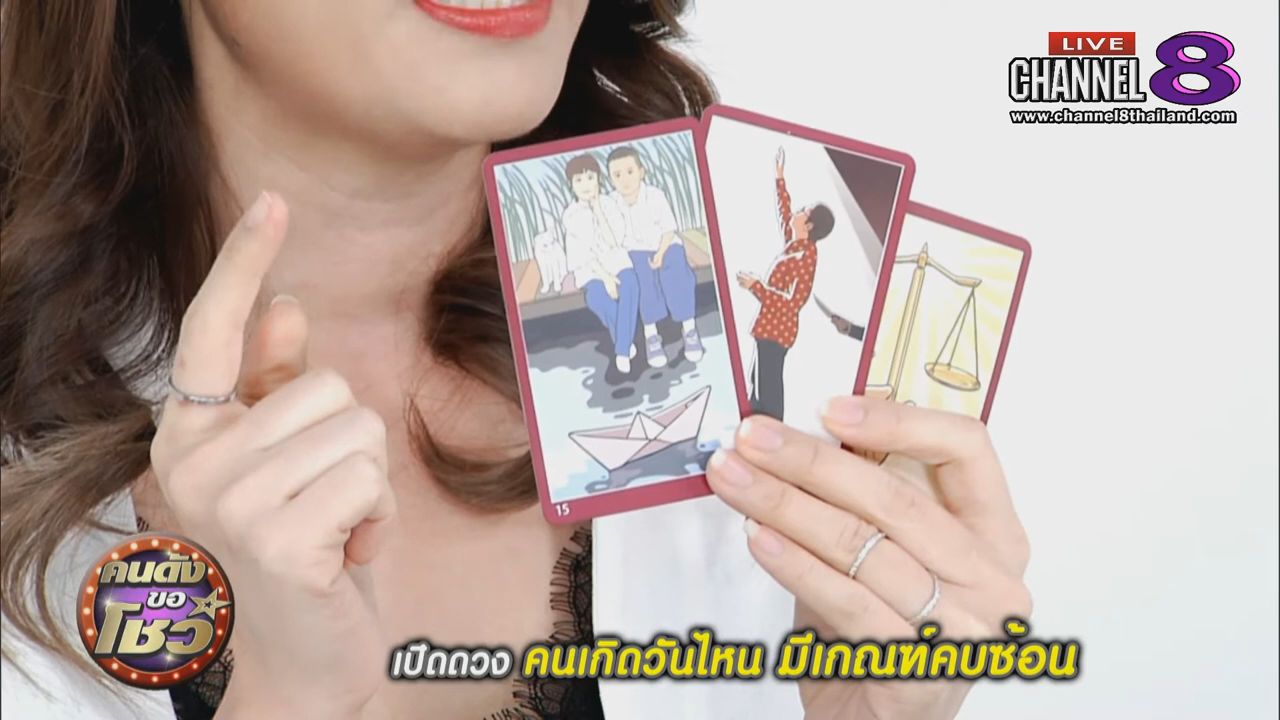 LIVE
CHANNEL 8
www.channel8thailand.com
15
คนดัง
ขอ
โชว์
เปิดดวง คนเกิดวันไหน มีเกณฑ์คบซ้อน